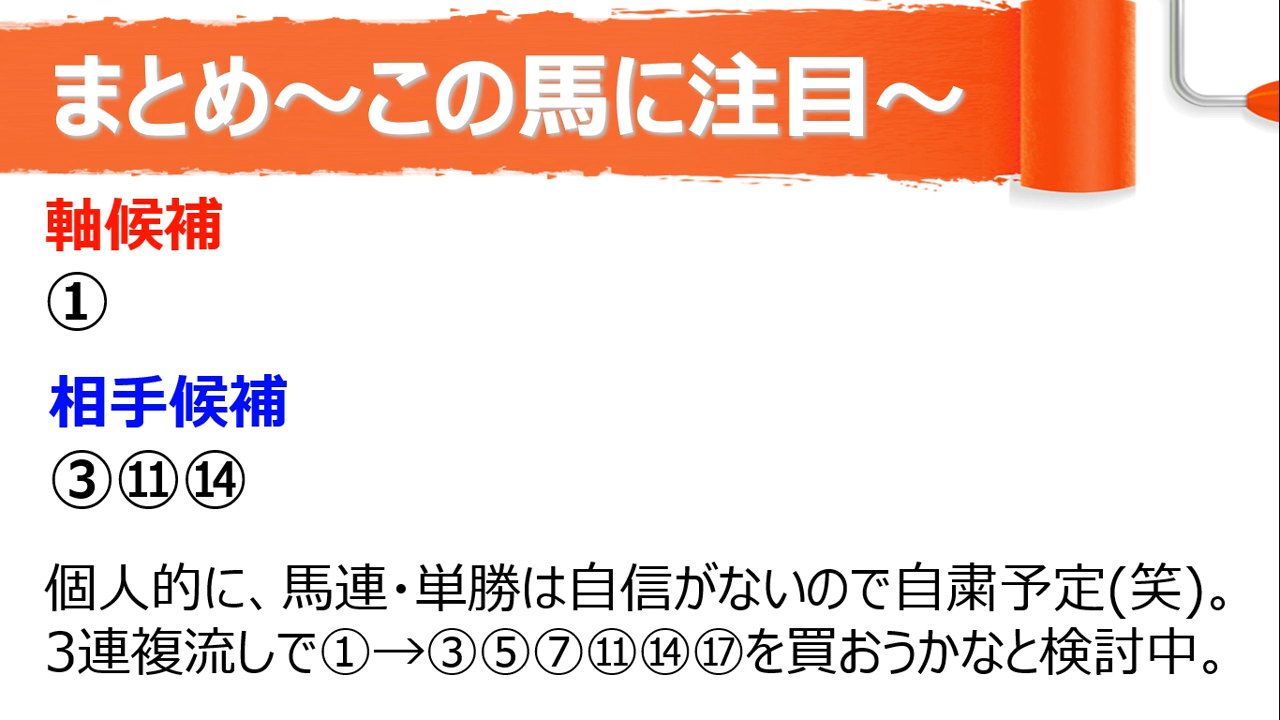 まとめ～この馬に注目～
軸候補
①
相手候補
③⑪⑭
個人的に、馬連・単勝は自信がないので自粛予定(笑)。
3連複流しで①→③⑤⑦⑪⑭⑰を買おうかなと検討中。